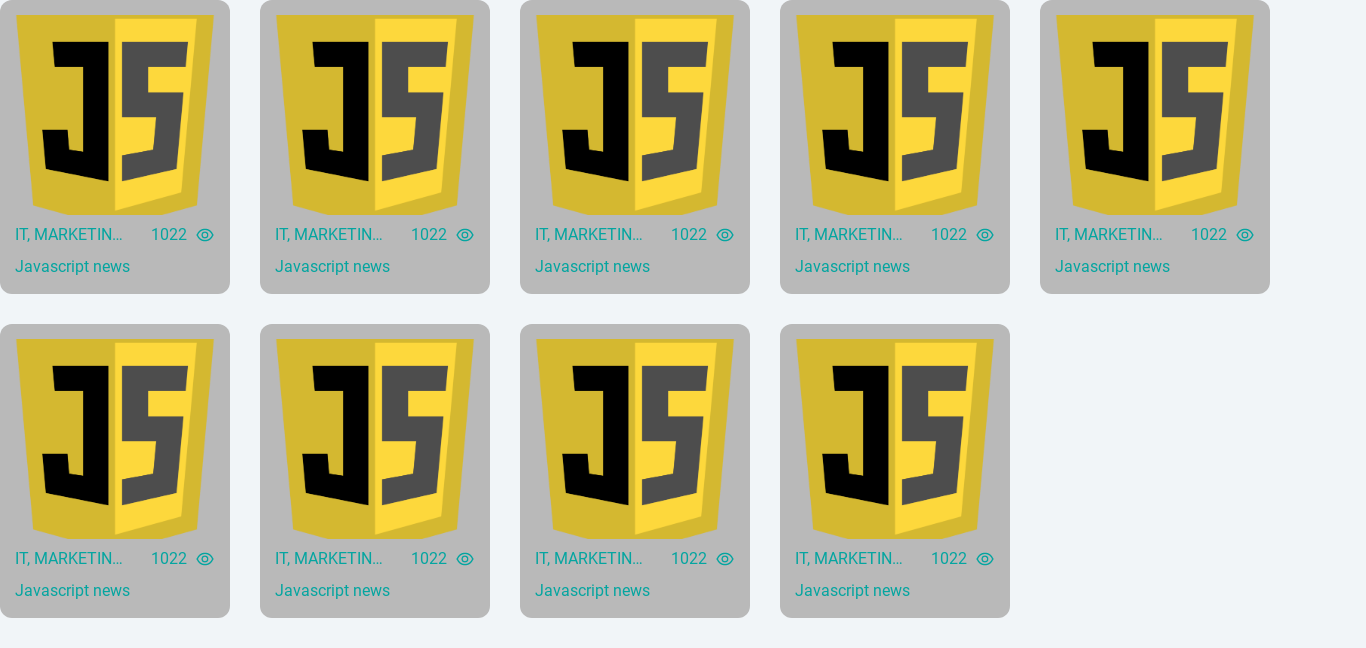 JS JS JS JS JS
IT, MARKETIN... 1022 IT, MARKETIN... 1022 IT, MARKETIN... 1022 IT, MARKETIN... 1022 IT, MARKETIN... 1022
Javascript news Javascript news Javascript news Javascript news Javascript news
JS JS JS JS
IT, MARKETIN... 1022 IT, MARKETIN... 1022 IT, MARKETIN... 1022 IT, MARKETIN... 1022
Javascript news Javascript news Javascript news Javascript news